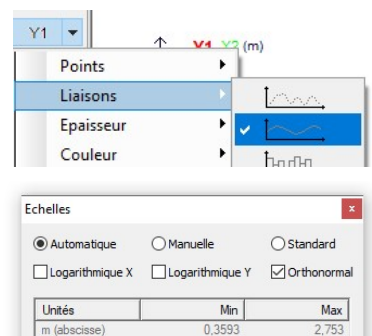 Y1
Y1 Y2 (m)
Points
Liaisons
Epaisseur
Couleur
Echelles
x
Automatique Manuelle Standard
Logarithmique X Logarithmique Y Orthonormal
Unités Min Max
m (abscisse) 0,3593 2,753